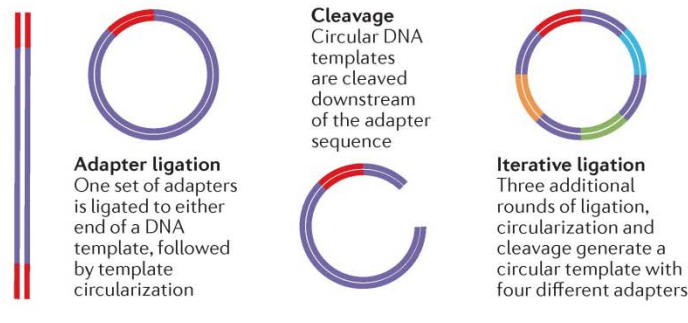 Adapter ligation
One set of adapters
is ligated to either
end of a DNA
template, followed
by template
circularization
Cleavage
Circular DNA
templates
are cleaved
downstream
of the adapter
sequence
Iterative ligation
Three additional
rounds of ligation,
circularization and
cleavage generate a
circular template with
four different adapters